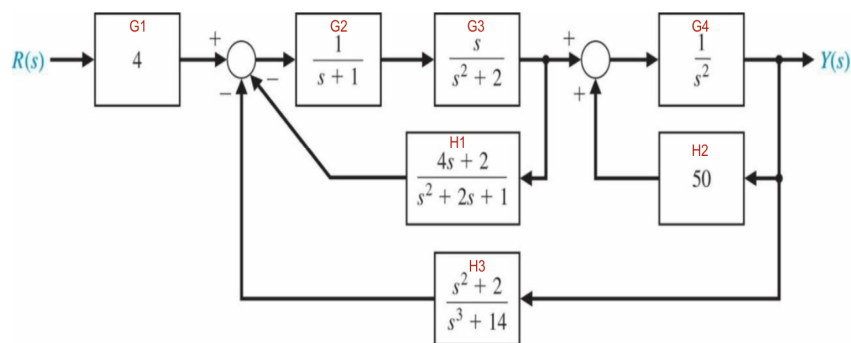 G1
G2
G3
G4
R(s)
4
+
−
−
1
s + 1
s
s² + 2
+
+
1
s²
Y(s)
H1
4s + 2
s² + 2s + 1
H2
50
H3
s² + 2
s³ + 14